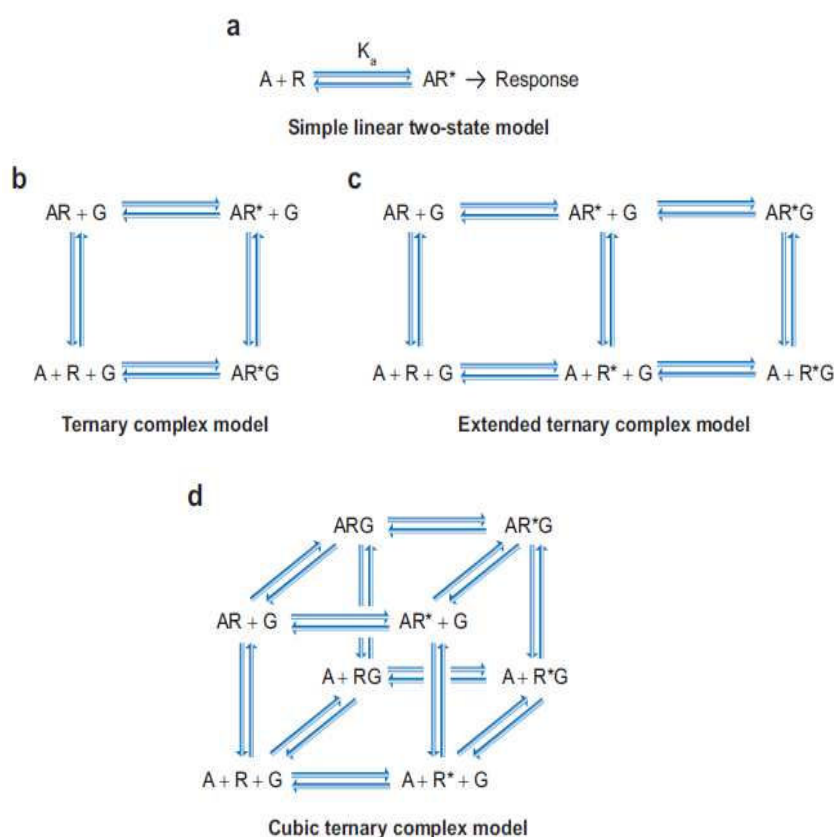 a
K_a
A + R AR* → Response
Simple linear two-state model
b
AR + G AR* + G
A + R + G AR*G
Ternary complex model
c
AR + G AR* + G AR*G
A + R + G A + R* + G A + R*G
Extended ternary complex model
d
ARG AR*G
AR + G AR* + G
A + RG A + R*G
A + R + G A + R* + G
Cubic ternary complex model